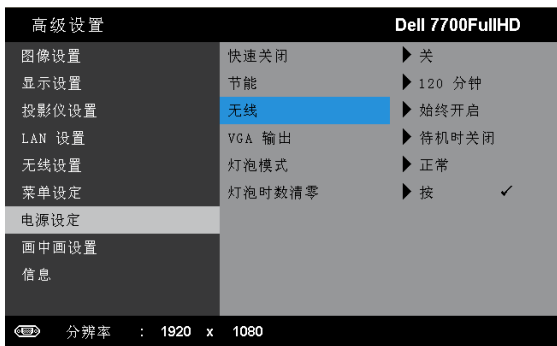 高级设置 Dell 7700FullHD
图像设置 快速关闭 关
显示设置 节能 120 分钟
投影仪设置 无线 始终开启
LAN 设置 VGA 输出 待机时关闭
无线设置 灯泡模式 正常
菜单设定 灯泡时数清零 按
电源设定
画中画设置
信息
分辨率 : 1920 x 1080